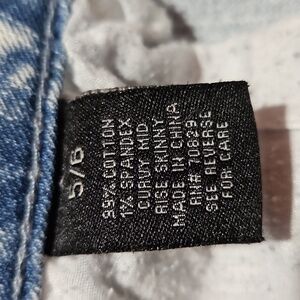 5/6
99% COTTON
1% SPANDEX
CURVY MID
RISE SKINNY
MADE IN CHINA
RN# 70829
SEE REVERSE
FOR CARE